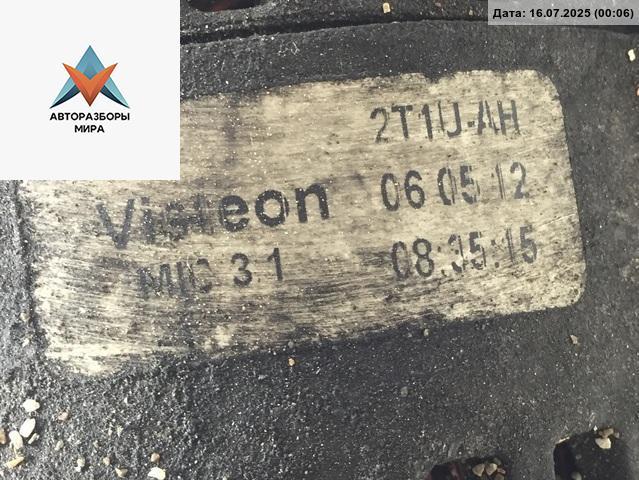 Дата: 16.07.2025 (00:06)
АВТОРАЗБОРЫ
МИРА
2T1U-AH
Visteon 06 05 12
MIC 3.1 08:35:15